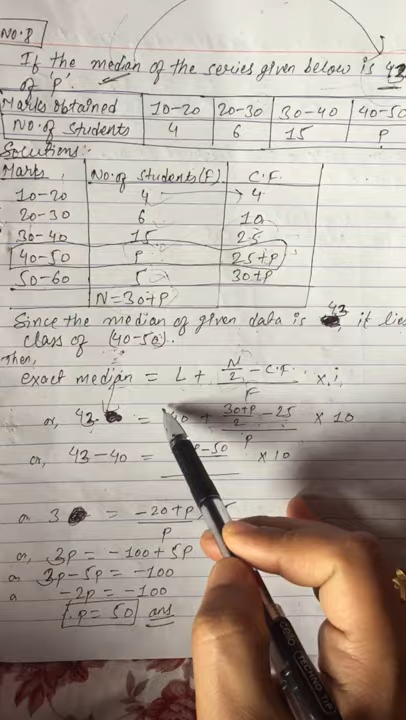 NO.8
If the median of the series given below is 43
of 'p'.
Marks obtained 10-20 20-30 30-40 40-50
No. of students 4 6 15 P
Solutions:-
Marks No. of students (F) C.F
10-20 4 → 4
20-30 6 10
30-40 15 25
40-50 P 25+P
50-60 5 30+P
N=30+P
Since the median of given data is 43, it lies
class of (40-50).
Then,
exact median = L + N/2 - C.F / F × i
or, 43 = 40 + 30+P/2 - 25 / P × 10
or, 43-40 = P-50 × 10
or 3 = -20+P / P 5
or, 3P = -100+5P
or 3P-5P = -100
-2P = -100
P = 50 ans
TECHNO TIP